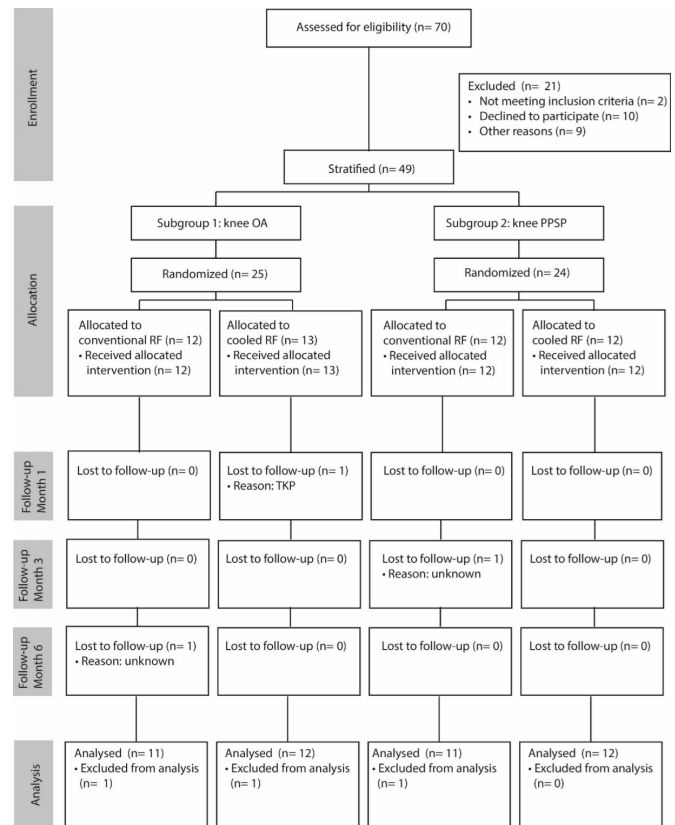 Enrollment
Assessed for eligibility (n= 70)
Excluded (n= 21)
• Not meeting inclusion criteria (n= 2)
• Declined to participate (n= 10)
• Other reasons (n= 9)
Stratified (n= 49)
Allocation
Subgroup 1: knee OA
Subgroup 2: knee PPSP
Randomized (n= 25)
Randomized (n= 24)
Allocated to
conventional RF (n= 12)
• Received allocated
intervention (n= 12)
Allocated to
cooled RF (n= 13)
• Received allocated
intervention (n= 13)
Allocated to
conventional RF (n= 12)
• Received allocated
intervention (n= 12)
Allocated to
cooled RF (n= 12)
• Received allocated
intervention (n= 12)
Follow-up
Month 1
Lost to follow-up (n= 0)
Lost to follow-up (n= 1)
• Reason: TKP
Lost to follow-up (n= 0)
Lost to follow-up (n= 0)
Follow-up
Month 3
Lost to follow-up (n= 0)
Lost to follow-up (n= 0)
Lost to follow-up (n= 1)
• Reason: unknown
Lost to follow-up (n= 0)
Follow-up
Month 6
Lost to follow-up (n= 1)
• Reason: unknown
Lost to follow-up (n= 0)
Lost to follow-up (n= 0)
Lost to follow-up (n= 0)
Analysis
Analysed (n= 11)
• Excluded from analysis
(n= 1)
Analysed (n= 12)
• Excluded from analysis
(n= 1)
Analysed (n= 11)
• Excluded from analysis
(n= 1)
Analysed (n= 12)
• Excluded from analysis
(n= 0)